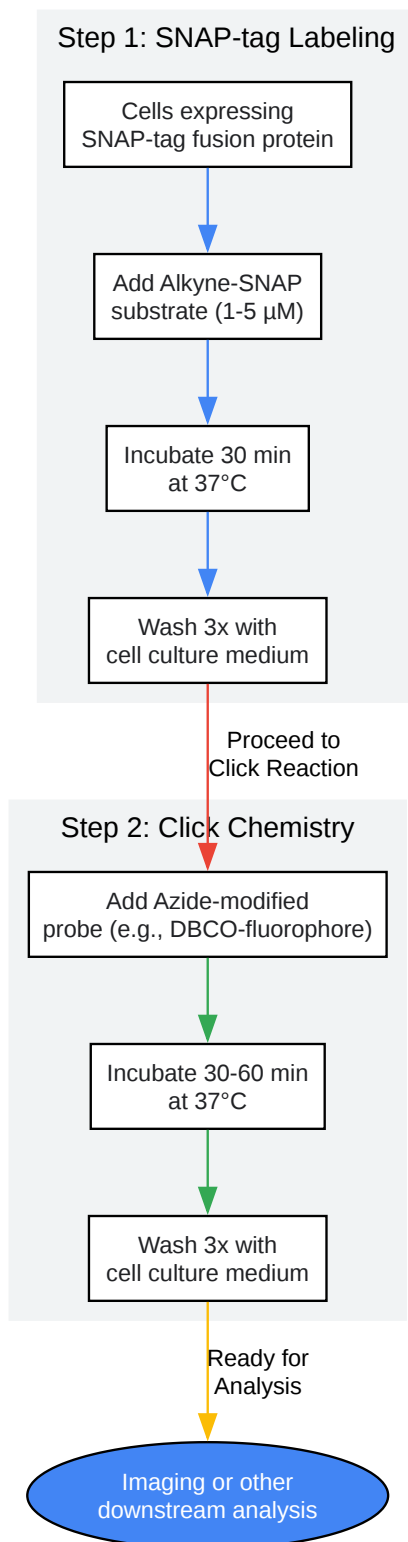 Step 1: SNAP-tag Labeling
Cells expressing
SNAP-tag fusion protein
Add Alkyne-SNAP
substrate (1-5 µM)
Incubate 30 min
at 37°C
Wash 3x with
cell culture medium
Proceed to
Click Reaction
Step 2: Click Chemistry
Add Azide-modified
probe (e.g., DBCO-fluorophore)
Incubate 30-60 min
at 37°C
Wash 3x with
cell culture medium
Ready for
Analysis
Imaging or other
downstream analysis